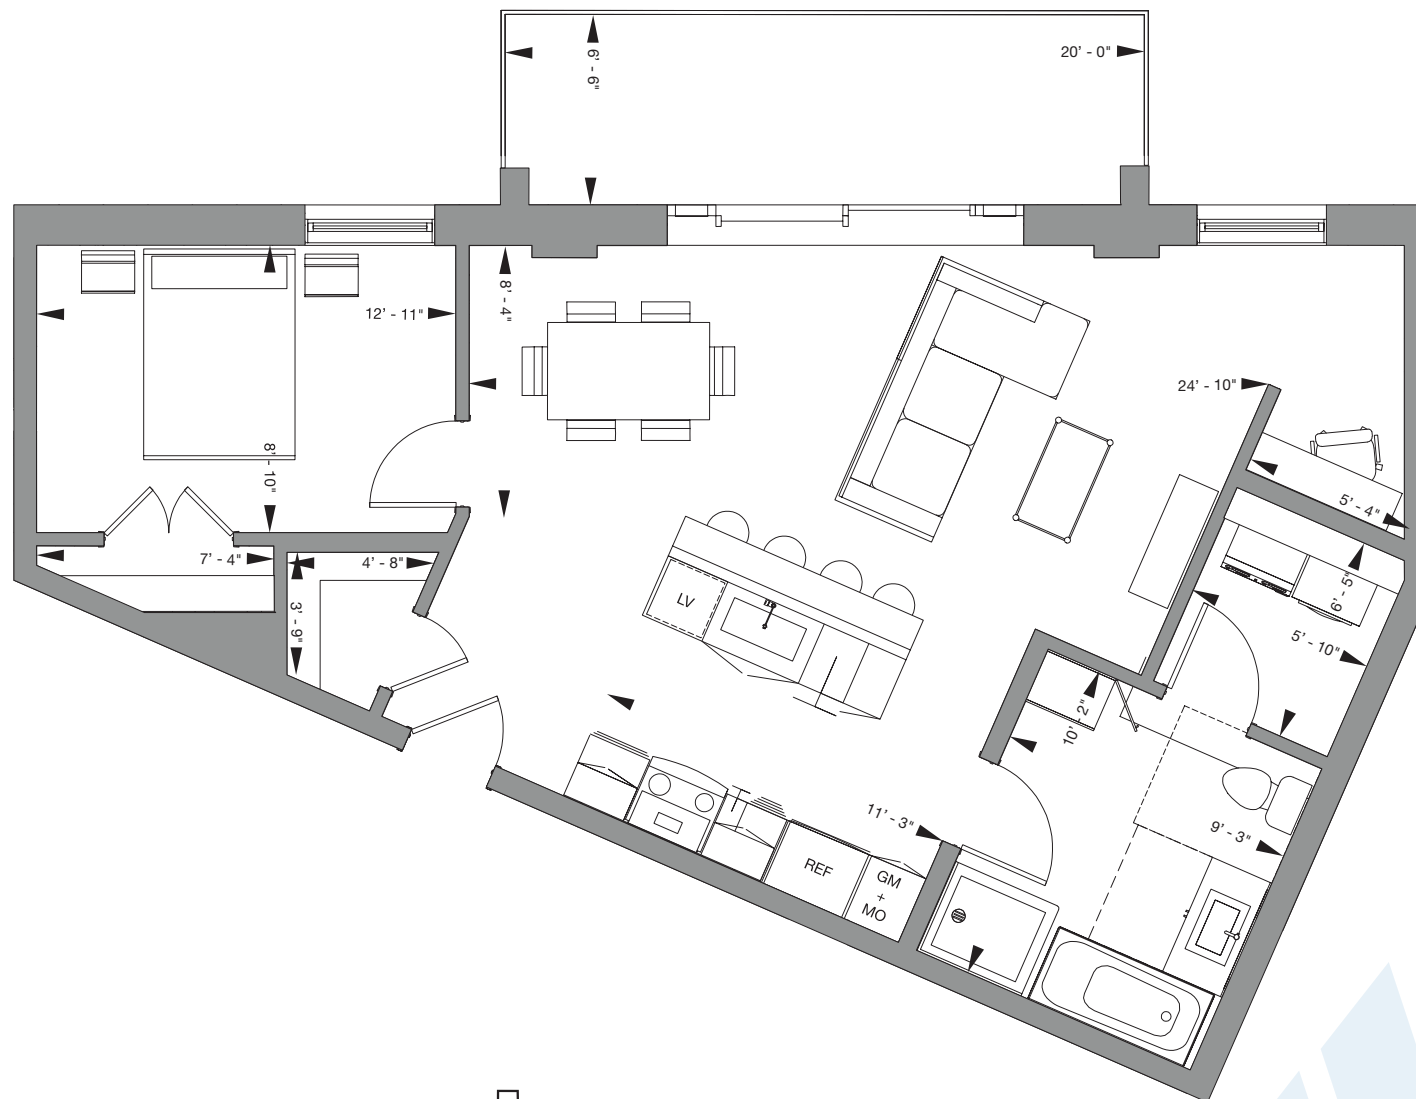 6' - 6"
20' - 0"
12' - 11"
8' - 4"
24' - 10"
8' - 10"
5' - 4"
7' - 4"
4' - 8"
6' - 5"
3' - 9"
LV
5' - 10"
10' - 2"
11' - 3"
9' - 3"
REF
GM
+
MO